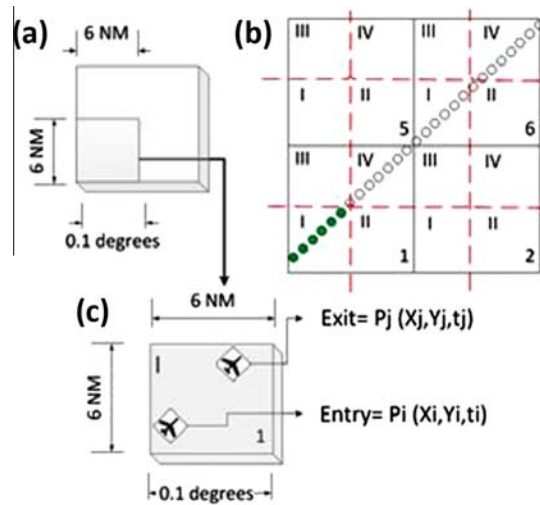 (a)
6 NM
6 NM
0.1 degrees
(b)
III IV III IV
I II I II
5 6
III IV III IV
I II I II
1 2
(c)
6 NM
6 NM
I
1
0.1 degrees
Exit= Pj (Xj,Yj,tj)
Entry= Pi (Xi,Yi,ti)